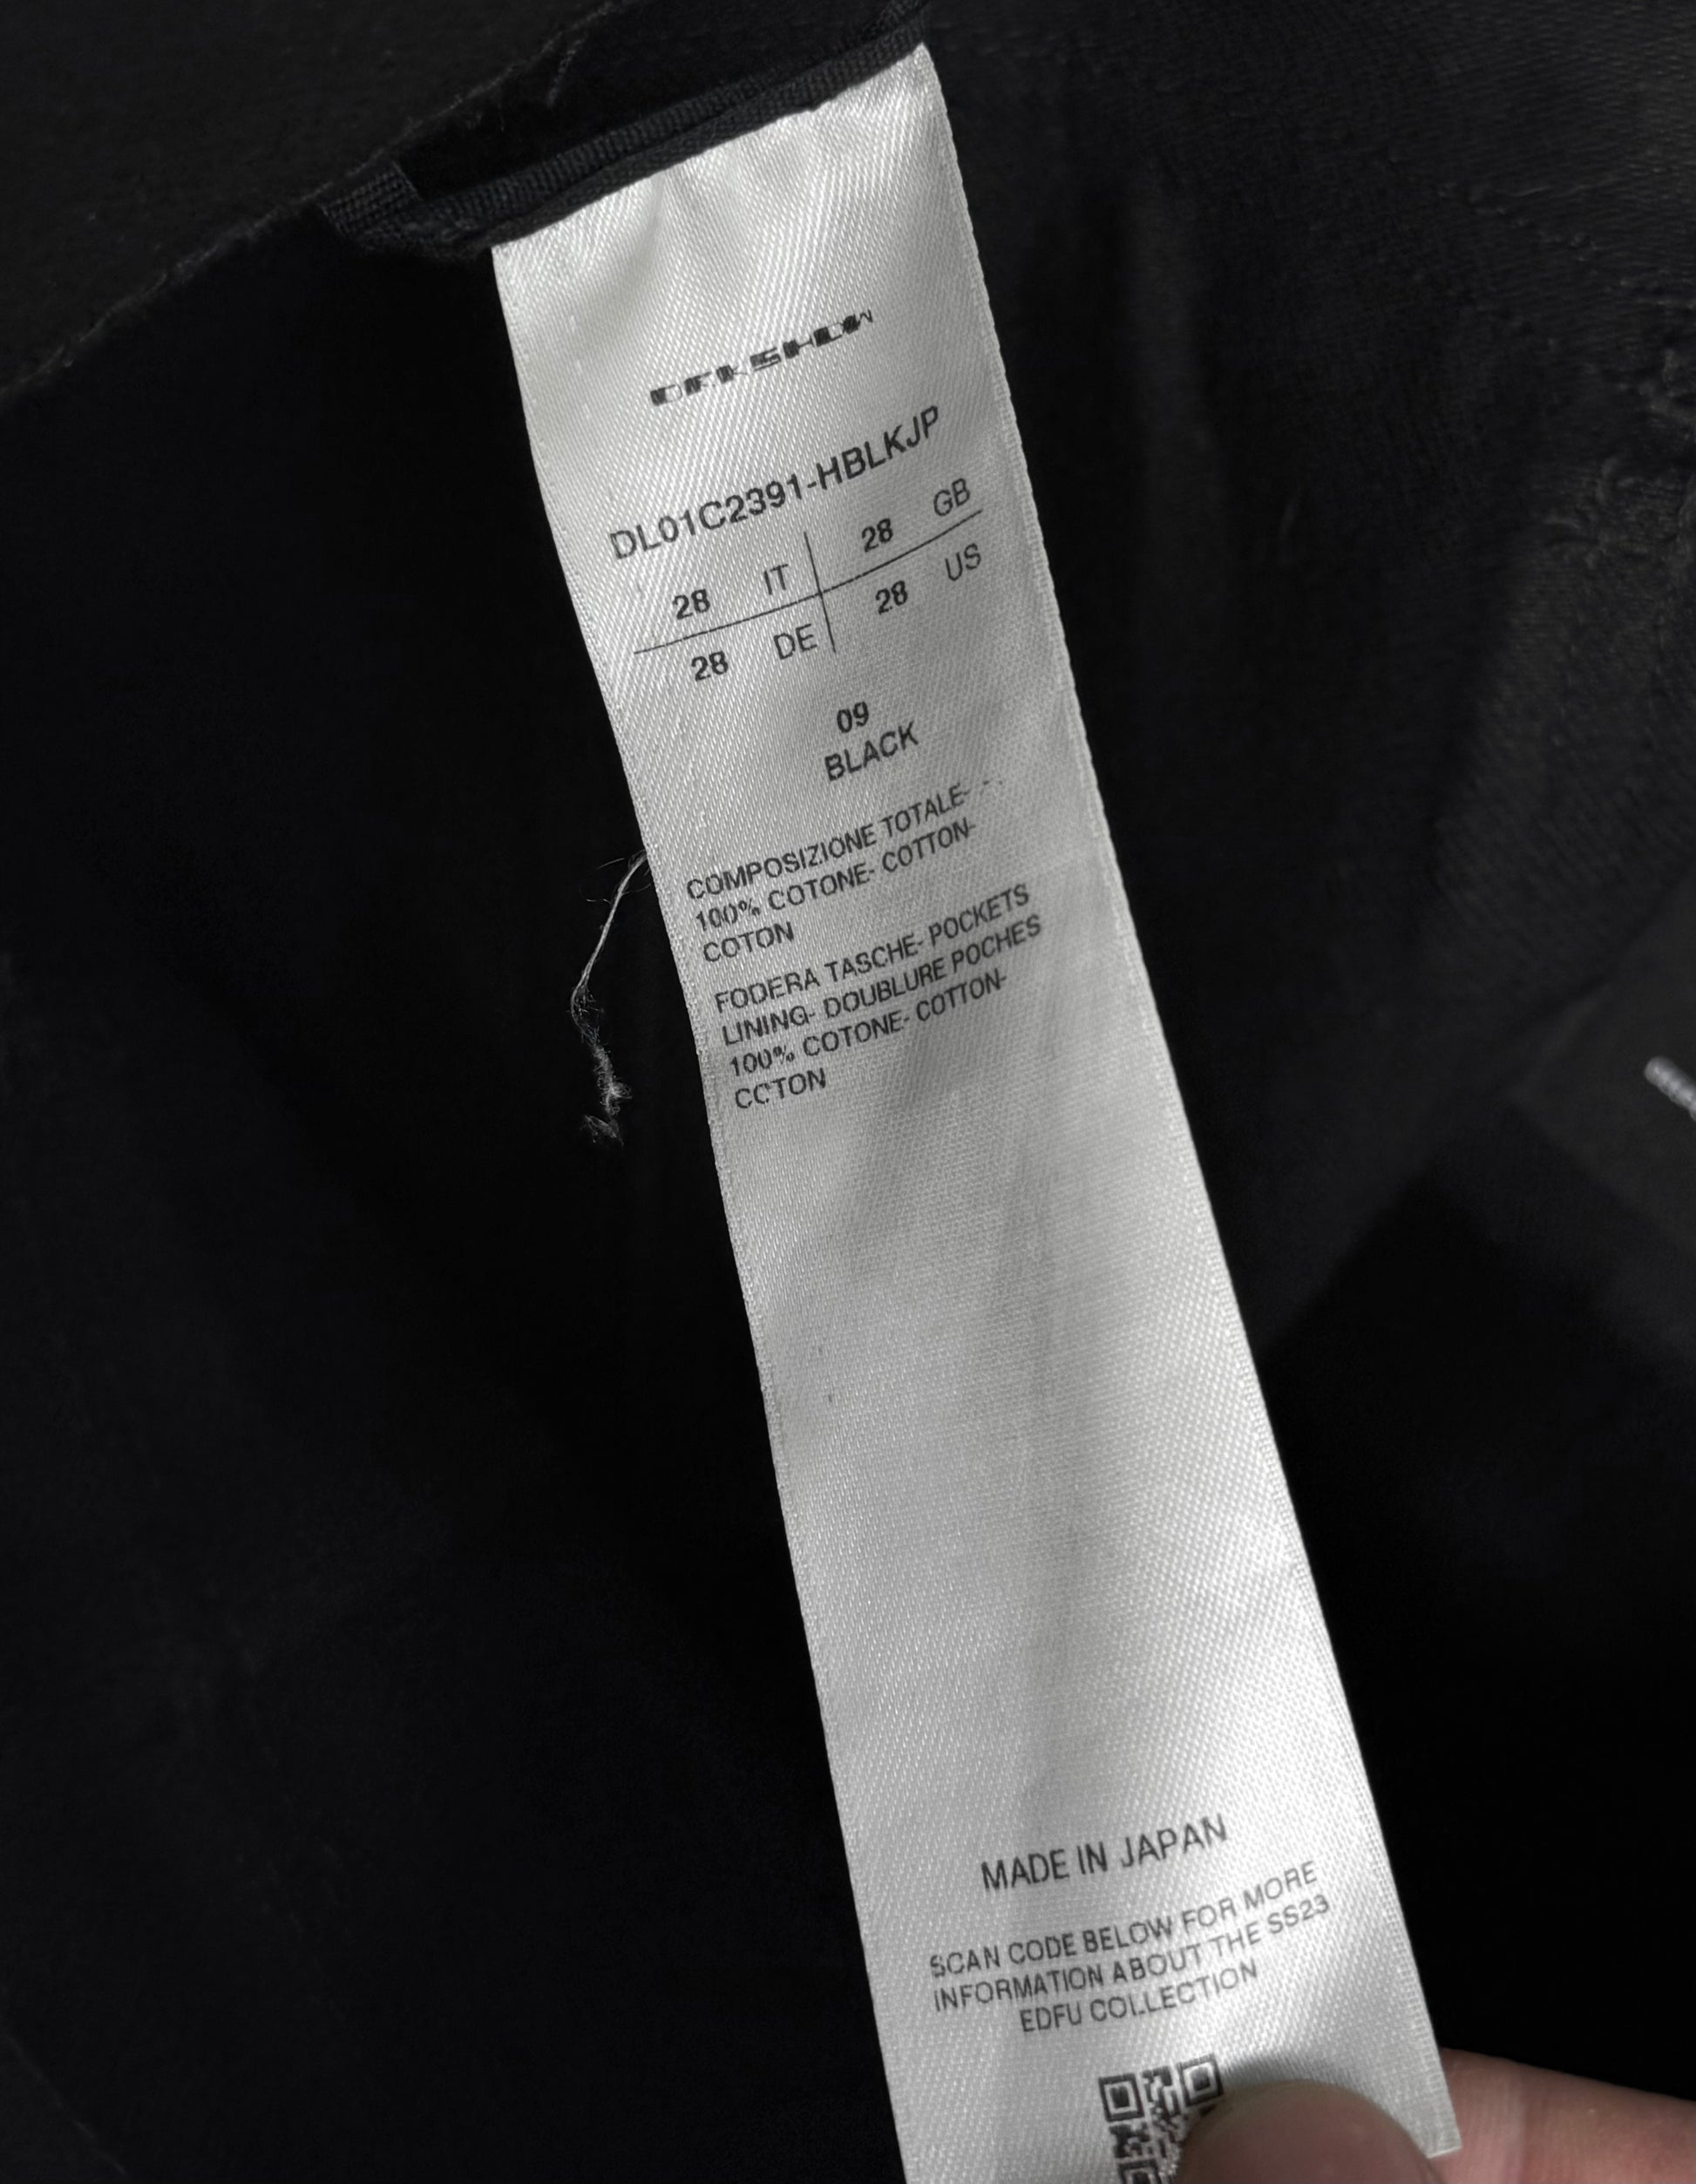 DRKSHDW
DL01C2391-HBLKJP
28 IT 28 GB
28 DE 28 US
09
BLACK
COMPOSIZIONE TOTALE- - -
100% COTONE- COTTON-
COTON
FODERA TASCHE- POCKETS
LINING- DOUBLURE POCHES
100% COTONE- COTTON-
COTON
MADE IN JAPAN
SCAN CODE BELOW FOR MORE
INFORMATION ABOUT THE SS23
EDFU COLLECTION